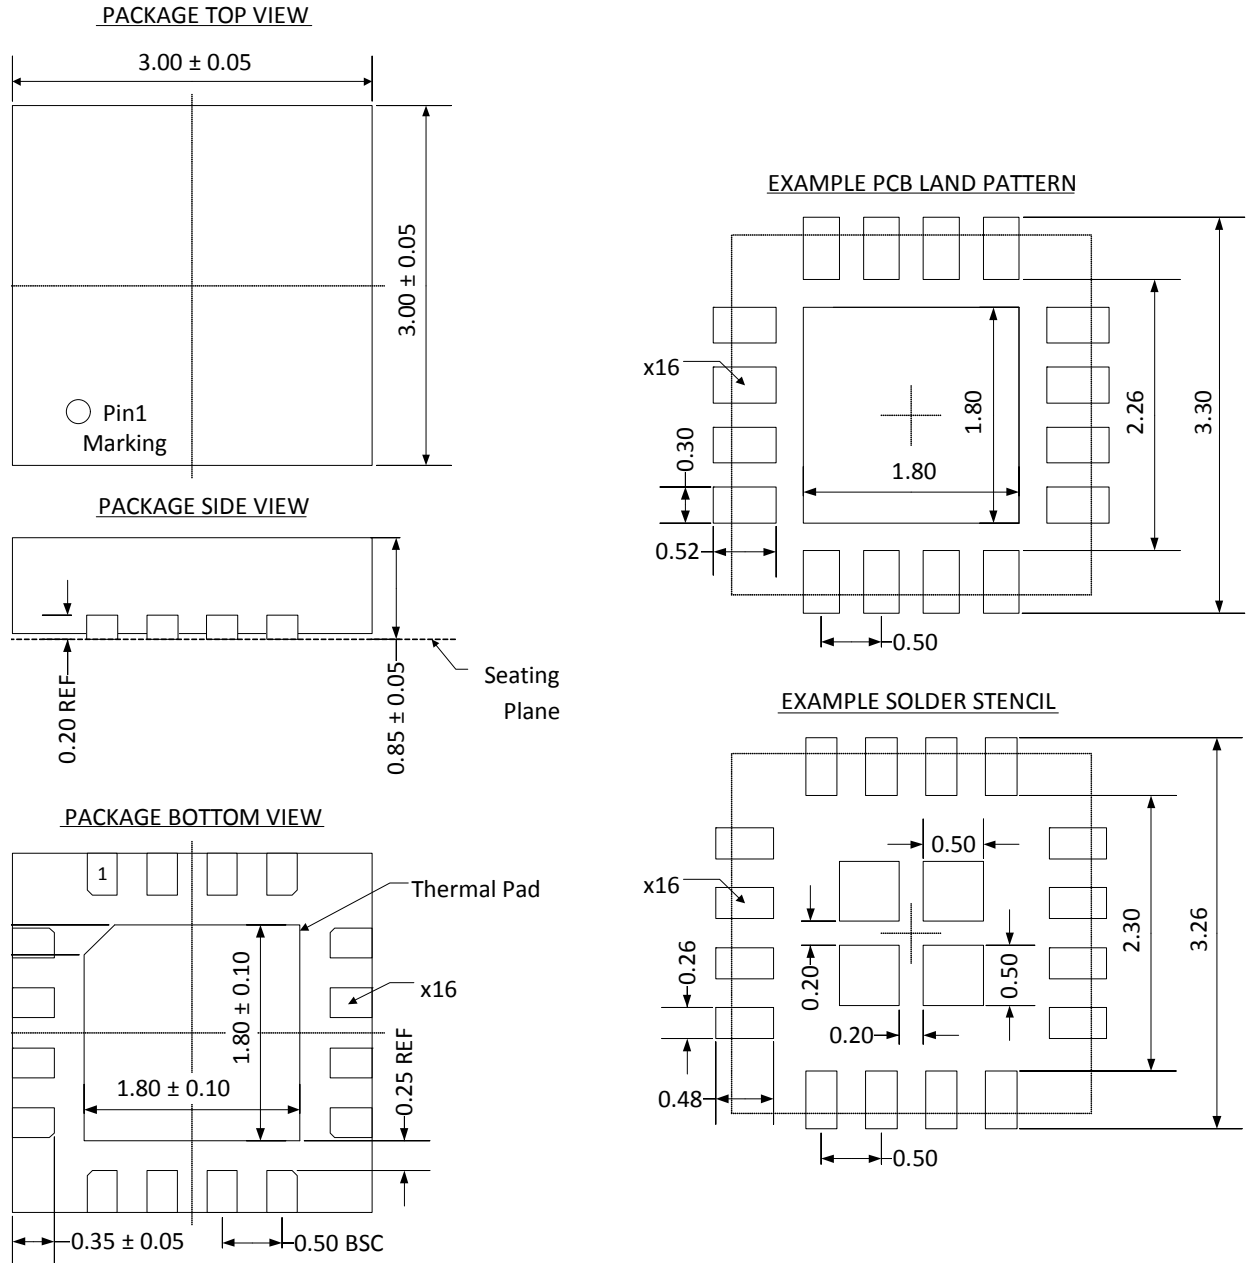 PACKAGE TOP VIEW
3.00 ± 0.05
3.00 ± 0.05
Pin1
Marking
PACKAGE SIDE VIEW
0.20 REF
0.85 ± 0.05
Seating
Plane
PACKAGE BOTTOM VIEW
1
Thermal Pad
x16
1.80 ± 0.10
1.80 ± 0.10
0.25 REF
0.35 ± 0.05
0.50 BSC
EXAMPLE PCB LAND PATTERN
x16
0.30
0.52
1.80
1.80
2.26
3.30
0.50
EXAMPLE SOLDER STENCIL
0.50
x16
0.26
0.20
0.50
0.20
0.48
2.30
3.26
0.50